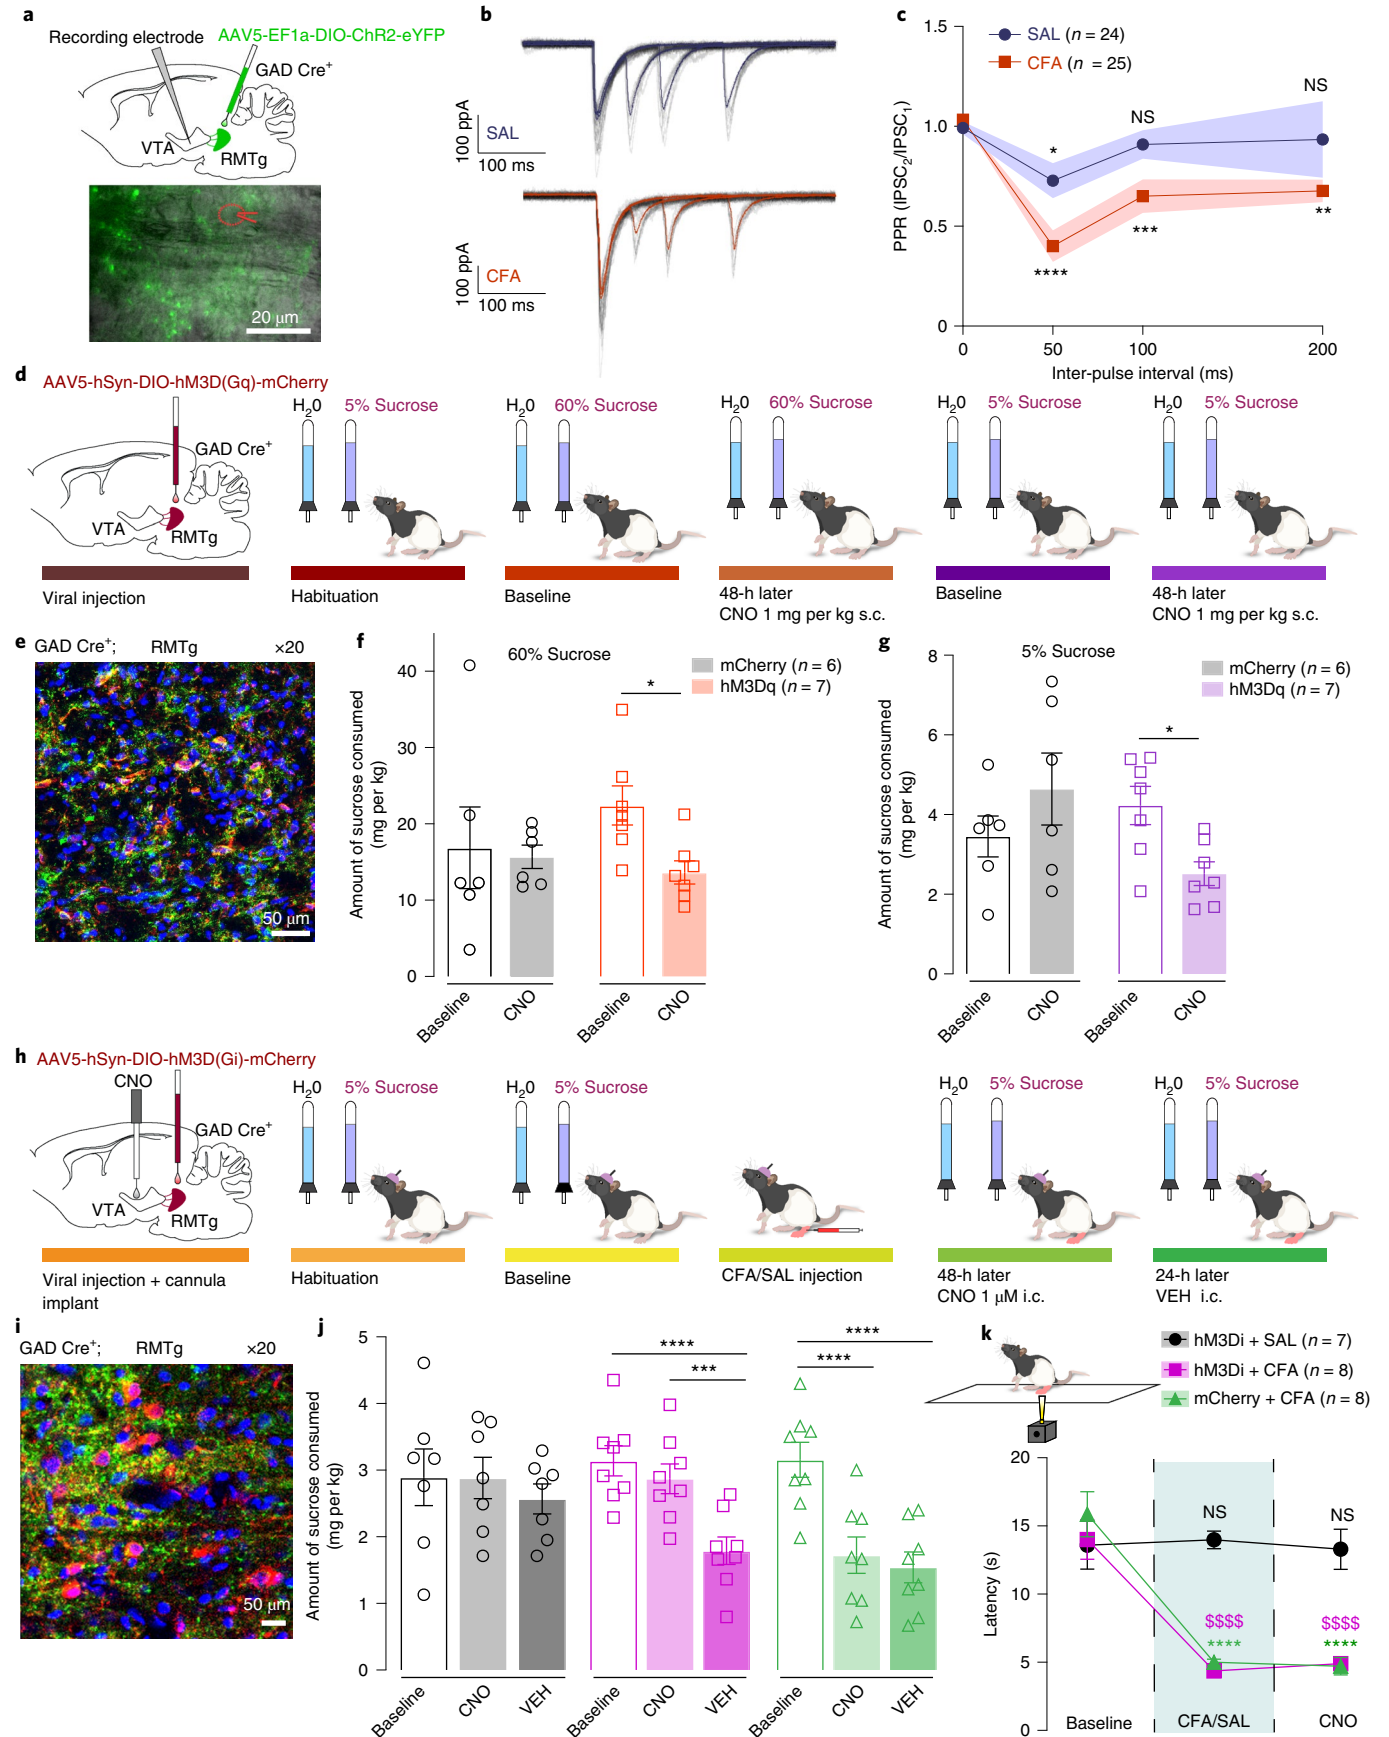 a
Recording electrode
AAV5-EF1a-DIO-ChR2-eYFP
GAD Cre+
VTA
RMTg
20 µm
b
100 ppA
SAL
100 ms
100 ppA
CFA
100 ms
c
SAL (n = 24)
CFA (n = 25)
PPR (IPSC2/IPSC1)
1.5
1.0
0.5
0
*
NS
NS
****
***
**
0 50 100 200
Inter-pulse interval (ms)
d
AAV5-hSyn-DIO-hM3D(Gq)-mCherry
GAD Cre+
VTA
RMTg
H20 5% Sucrose
H20 60% Sucrose
H20 60% Sucrose
H20 5% Sucrose
H20 5% Sucrose
Viral injection
Habituation
Baseline
48-h later
CNO 1 mg per kg s.c.
Baseline
48-h later
CNO 1 mg per kg s.c.
e
GAD Cre+; RMTg ×20
50 µm
f
60% Sucrose
mCherry (n = 6)
hM3Dq (n = 7)
Amount of sucrose consumed
(mg per kg)
40
30
20
10
0
*
Baseline CNO Baseline CNO
g
5% Sucrose
mCherry (n = 6)
hM3Dq (n = 7)
Amount of sucrose consumed
(mg per kg)
8
6
4
2
0
*
Baseline CNO Baseline CNO
h
AAV5-hSyn-DIO-hM3D(Gi)-mCherry
CNO
GAD Cre+
VTA
RMTg
H20 5% Sucrose
H20 5% Sucrose
H20 5% Sucrose
H20 5% Sucrose
Viral injection + cannula
implant
Habituation
Baseline
CFA/SAL injection
48-h later
CNO 1 µM i.c.
24-h later
VEH i.c.
i
GAD Cre+; RMTg ×20
50 µm
j
Amount of sucrose consumed
(mg per kg)
5
4
3
2
1
0
****
***
****
****
Baseline CNO VEH Baseline CNO VEH Baseline CNO VEH
k
hM3Di + SAL (n = 7)
hM3Di + CFA (n = 8)
mCherry + CFA (n = 8)
Latency (s)
20
15
10
5
0
NS
NS
$$$$
****
$$$$
****
Baseline CFA/SAL CNO